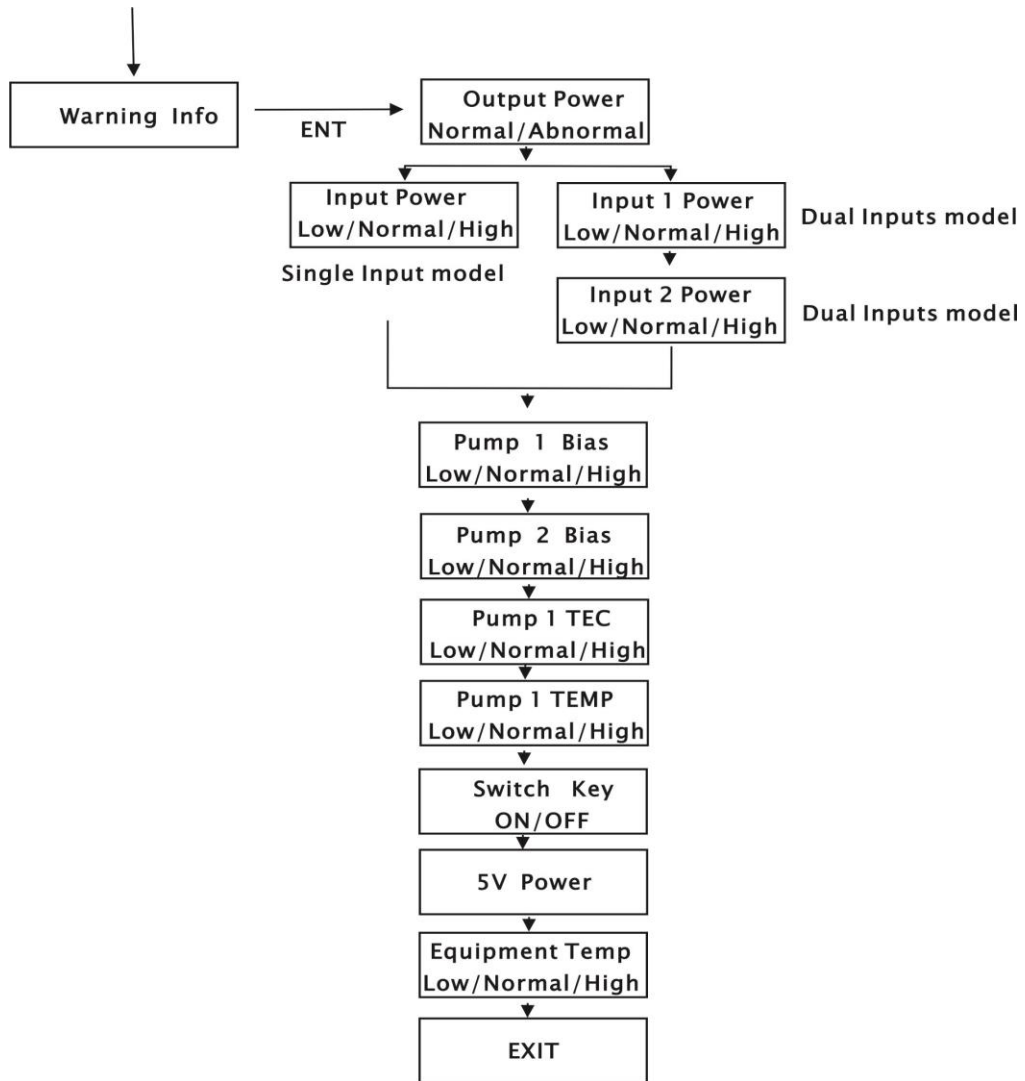 Warning Info
ENT
Output Power
Normal/Abnormal
Input Power
Low/Normal/High
Single Input model
Input 1 Power
Low/Normal/High
Dual Inputs model
Input 2 Power
Low/Normal/High
Dual Inputs model
Pump 1 Bias
Low/Normal/High
Pump 2 Bias
Low/Normal/High
Pump 1 TEC
Low/Normal/High
Pump 1 TEMP
Low/Normal/High
Switch Key
ON/OFF
5V Power
Equipment Temp
Low/Normal/High
EXIT